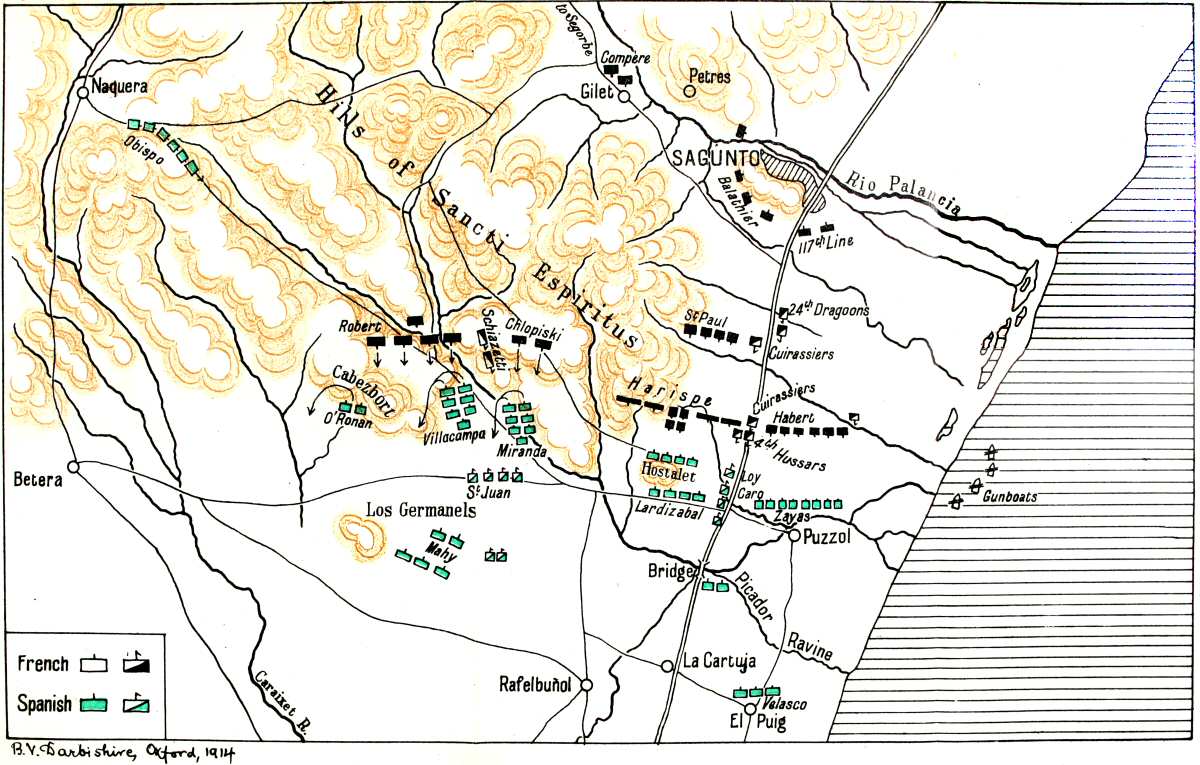 to Segorbe
Compère
Gilet
Petres
Naquera
Obispo
Hills of Sancti Espiritus
SAGUNTO
Balathier
Rio Palancia
117th Line
24th Dragoons
St Paul
Cuirassiers
Robert
Schiazetti
Chlopiski
Cabezbort
O'Ronan
Villacampa
Miranda
Harispe
Cuirassiers
Habert
4th Hussars
Hostalet
Loy
Caro
Lardizabal
Zayas
Puzzol
Gunboats
Betera
St Juan
Los Germanels
Mahy
Bridge
Picador Ravine
La Cartuja
Rafelbuñol
Velasco
El Puig
Caraixet R.
French
Spanish
B.V. Darbishire, Oxford, 1914